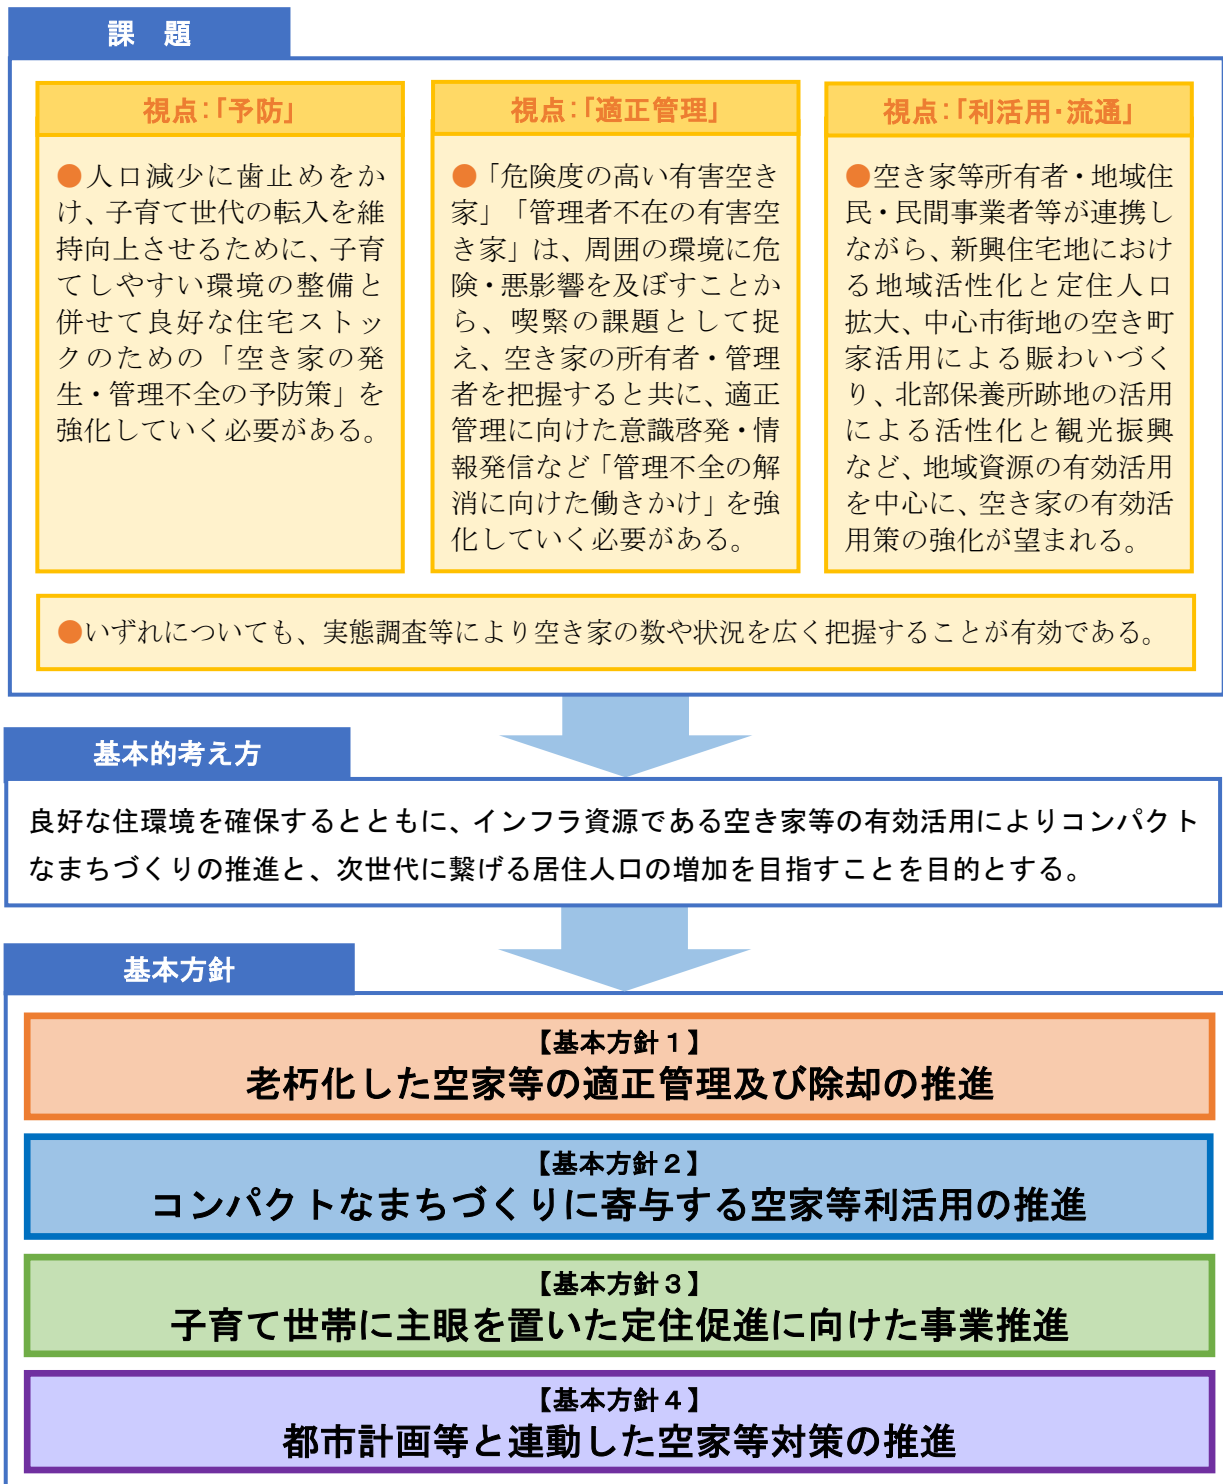 課　題
視点：「予防」
●人口減少に歯止めをか
け、子育て世代の転入を維
持向上させるために、子育
てしやすい環境の整備と
併せて良好な住宅ストッ
クのための「空き家の発
生・管理不全の予防策」を
強化していく必要がある。
視点：「適正管理」
●「危険度の高い有害空き
家」「管理者不在の有害空
き家」は、周囲の環境に危
険・悪影響を及ぼすことか
ら、喫緊の課題として捉
え、空き家の所有者・管理
者を把握すると共に、適正
管理に向けた意識啓発・情
報発信など「管理不全の解
消に向けた働きかけ」を強
化していく必要がある。
視点：「利活用・流通」
●空き家等所有者・地域住
民・民間事業者等が連携し
ながら、新興住宅地におけ
る地域活性化と定住人口
拡大、中心市街地の空き町
家活用による賑わいづく
り、北部保養所跡地の活用
による活性化と観光振興
など、地域資源の有効活用
を中心に、空き家の有効活
用策の強化が望まれる。
●いずれについても、実態調査等により空き家の数や状況を広く把握することが有効である。
基本的考え方
良好な住環境を確保するとともに、インフラ資源である空き家等の有効活用によりコンパクト
なまちづくりの推進と、次世代に繋げる居住人口の増加を目指すことを目的とする。
基本方針
【基本方針１】
老朽化した空家等の適正管理及び除却の推進
【基本方針２】
コンパクトなまちづくりに寄与する空家等利活用の推進
【基本方針３】
子育て世帯に主眼を置いた定住促進に向けた事業推進
【基本方針４】
都市計画等と連動した空家等対策の推進